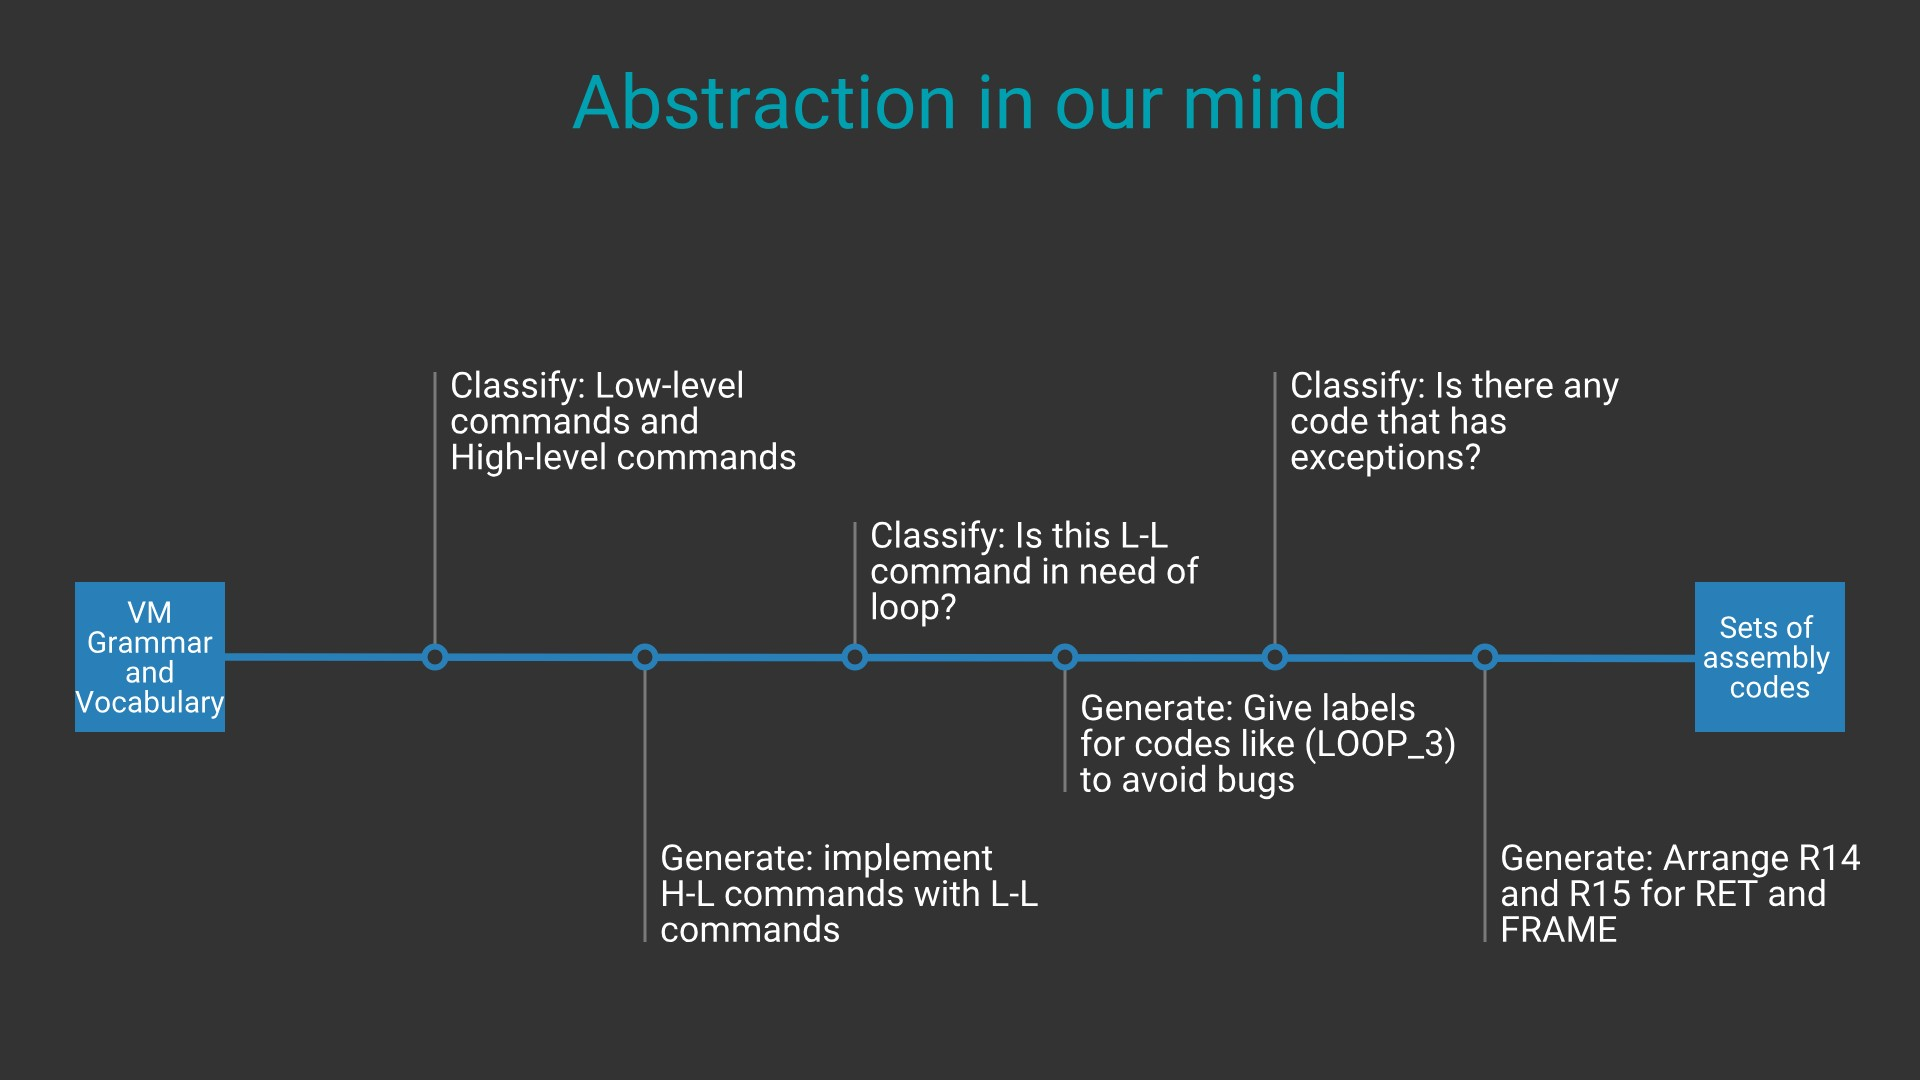 Abstraction in our mind
VM
Grammar
and
Vocabulary
Classify: Low-level
commands and
High-level commands
Generate: implement
H-L commands with L-L
commands
Classify: Is this L-L
command in need of
loop?
Generate: Give labels
for codes like (LOOP_3)
to avoid bugs
Classify: Is there any
code that has
exceptions?
Generate: Arrange R14
and R15 for RET and
FRAME
Sets of
assembly
codes